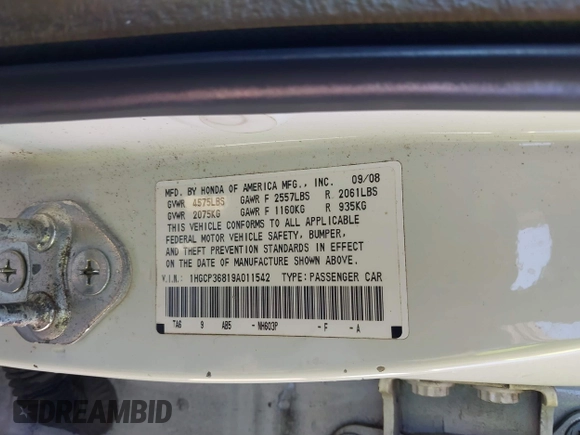 MFD. BY HONDA OF AMERICA MFG., INC. 09/08
GVWR 4575LBS GAWR F 2557LBS R 2061LBS
GVWR 2075KG GAWR F 1160KG R 935KG
THIS VEHICLE CONFORMS TO ALL APPLICABLE
FEDERAL MOTOR VEHICLE SAFETY, BUMPER,
AND THEFT PREVENTION STANDARDS IN EFFECT
ON THE DATE OF MANUFACTURE SHOWN ABOVE.
V.I.N.: 1HGCP36819A011542 TYPE: PASSENGER CAR
TA6 9 AB5 - NH603P - F - A
DREAMBID